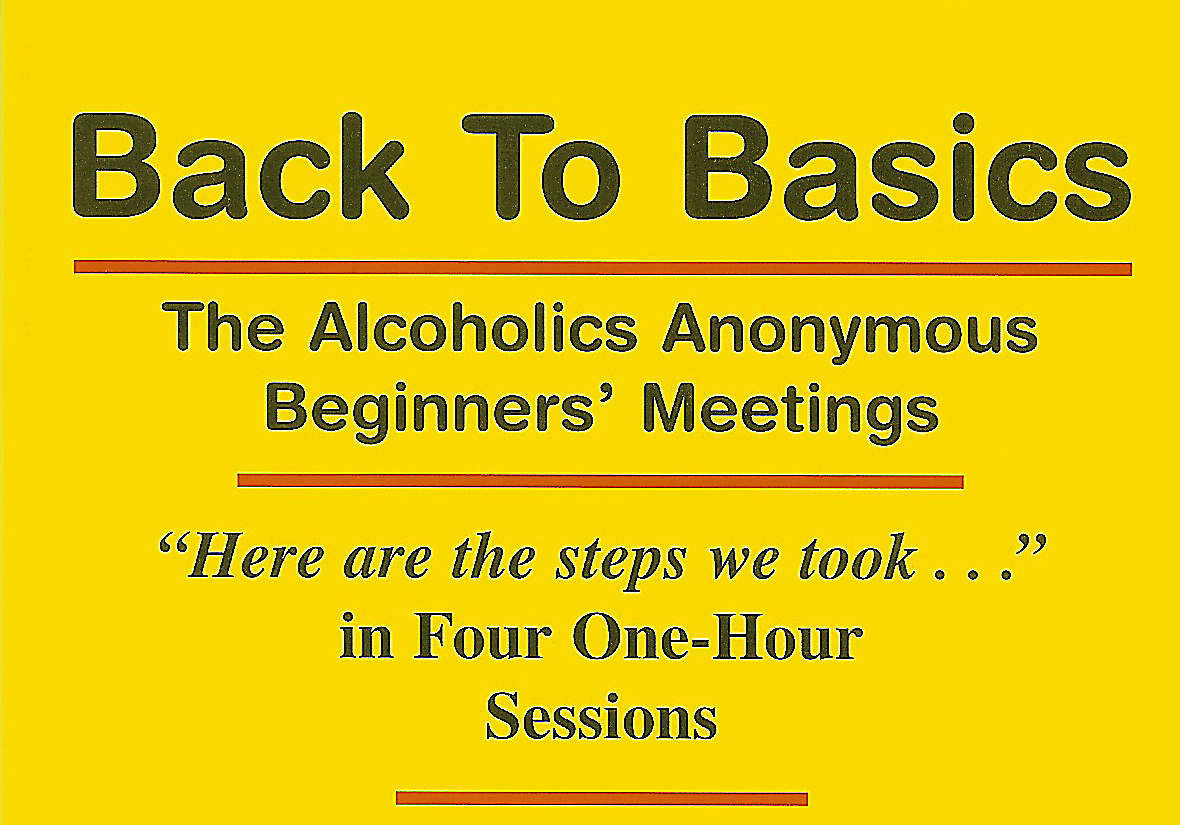 Back To Basics
The Alcoholics Anonymous
Beginners’ Meetings
“Here are the steps we took . . .”
in Four One-Hour
Sessions